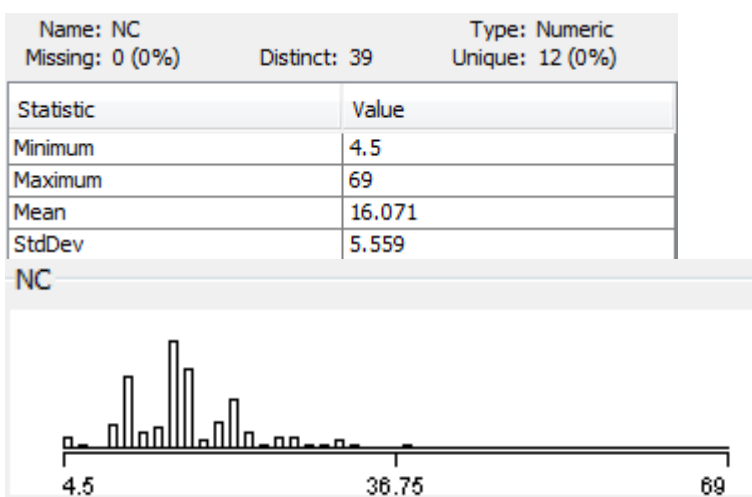 Name: NC Type: Numeric
Missing: 0 (0%) Distinct: 39 Unique: 12 (0%)
Statistic Value
Minimum 4.5
Maximum 69
Mean 16.071
StdDev 5.559
NC
4.5 36.75 69